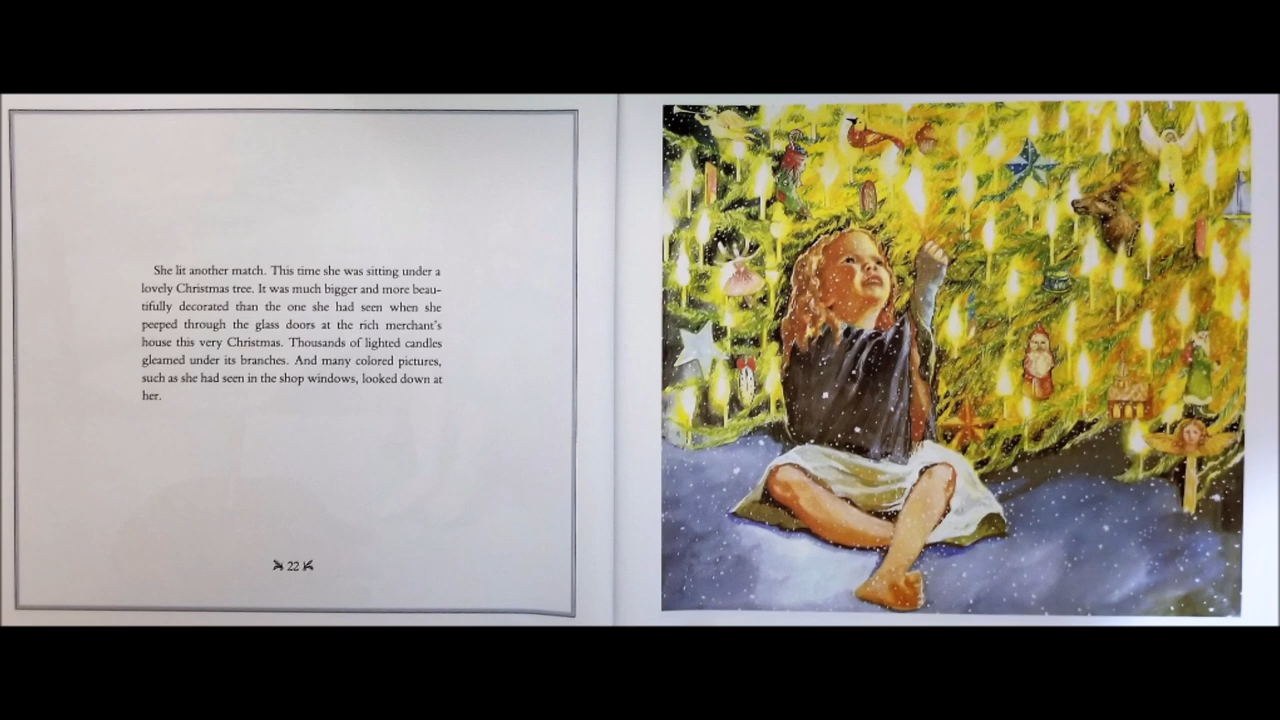 She lit another match. This time she was sitting under a
lovely Christmas tree. It was much bigger and more beau-
tifully decorated than the one she had seen when she
peeped through the glass doors at the rich merchant's
house this very Christmas. Thousands of lighted candles
gleamed under its branches. And many colored pictures,
such as she had seen in the shop windows, looked down at
her.
22